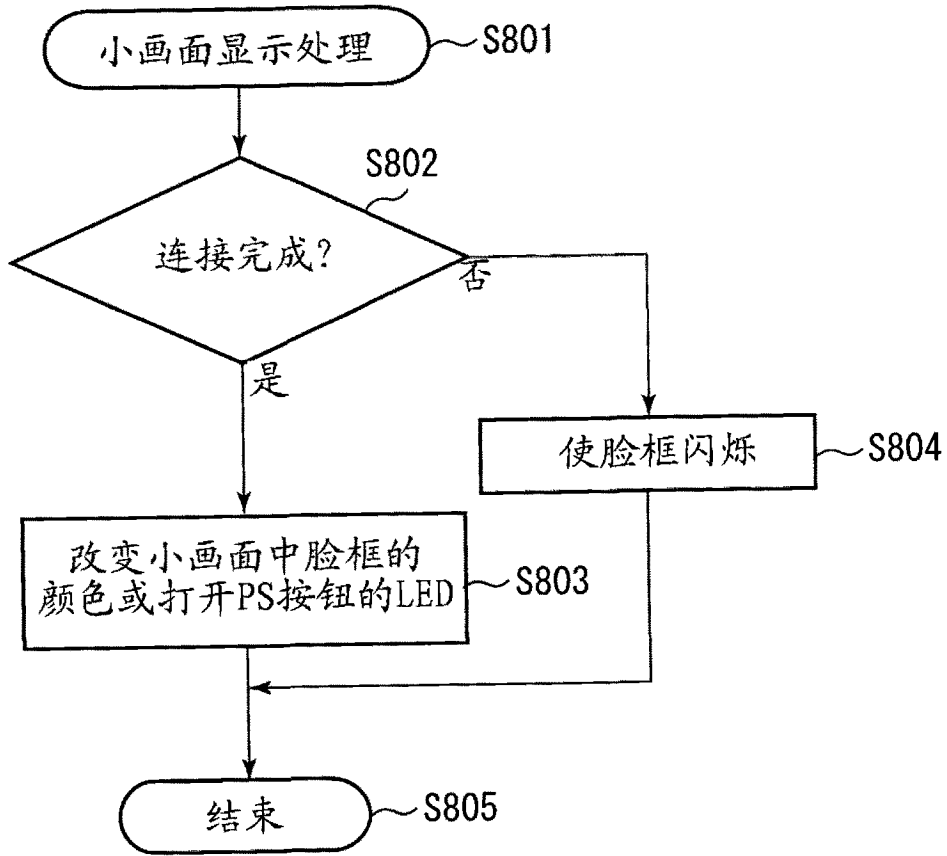 小画面显示处理
S801
S802
连接完成?
否
是
使脸框闪烁
S804
改变小画面中脸框的
颜色或打开PS按钮的LED
S803
结束
S805